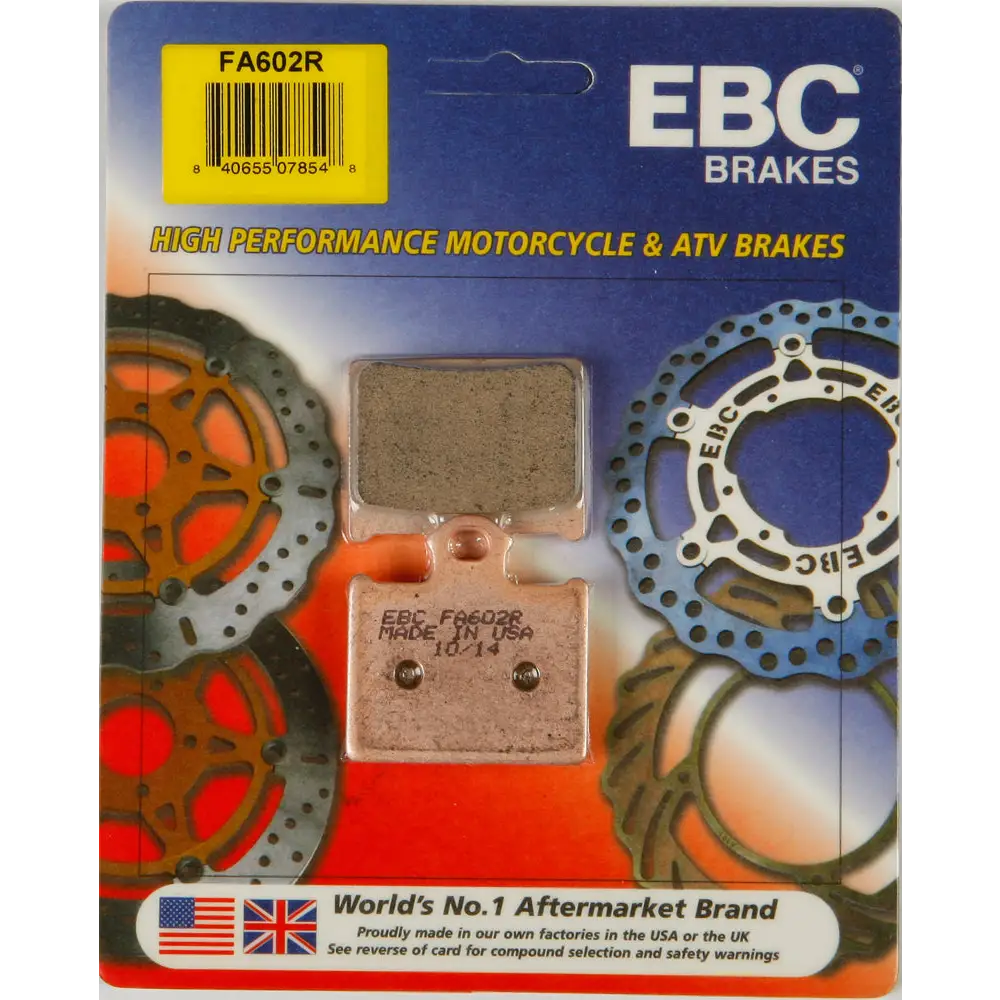 FA602R
8 40655 07854 8
EBC®
BRAKES
HIGH PERFORMANCE MOTORCYCLE & ATV BRAKES
EBC
EBC
EBC
EBC FA602R
MADE IN USA
10/14
World's No.1 Aftermarket Brand
Proudly made in our own factories in the USA or the UK
See reverse of card for compound selection and safety warnings